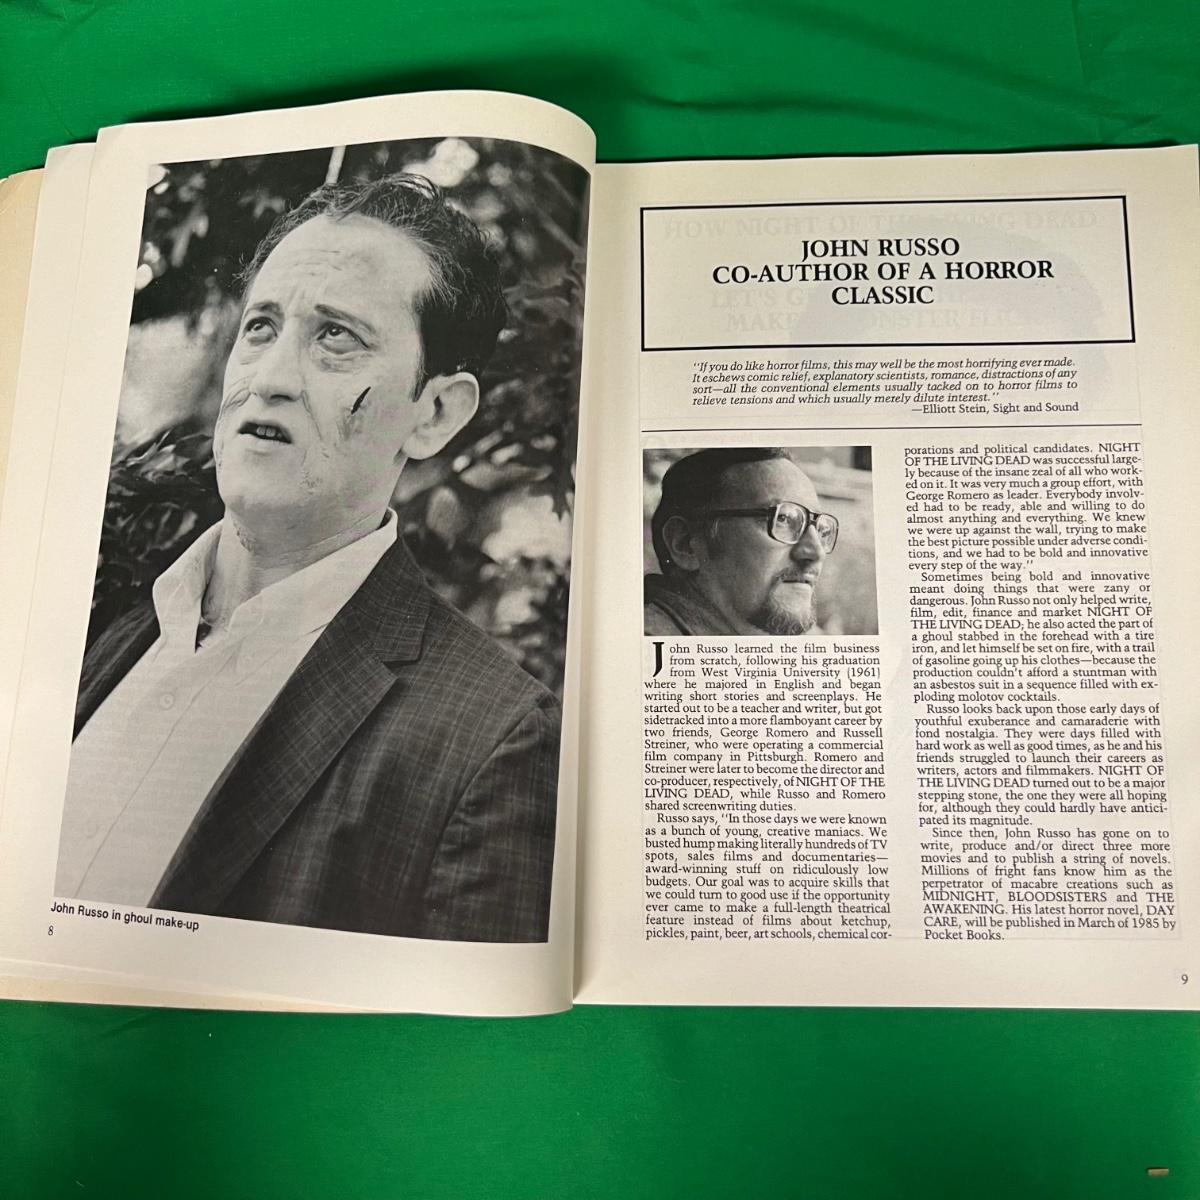 John Russo in ghoul make-up
8
JOHN RUSSO
CO-AUTHOR OF A HORROR
CLASSIC
"If you do like horror films, this may well be the most horrifying ever made.
It eschews comic relief, explanatory scientists, romance, distractions of any
sort—all the conventional elements usually tacked on to horror films to
relieve tensions and which usually merely dilute interest."
—Elliott Stein, Sight and Sound
John Russo learned the film business
from scratch, following his graduation
from West Virginia University (1961)
where he majored in English and began
writing short stories and screenplays. He
started out to be a teacher and writer, but got
sidetracked into a more flamboyant career by
two friends, George Romero and Russell
Streiner, who were operating a commercial
film company in Pittsburgh. Romero and
Streiner were later to become the director and
co-producer, respectively, of NIGHT OF THE
LIVING DEAD, while Russo and Romero
shared screenwriting duties.
Russo says, "In those days we were known
as a bunch of young, creative maniacs. We
busted hump making literally hundreds of TV
spots, sales films and documentaries—
award-winning stuff on ridiculously low
budgets. Our goal was to acquire skills that
we could turn to good use if the opportunity
ever came to make a full-length theatrical
feature instead of films about ketchup,
pickles, paint, beer, art schools, chemical cor-
porations and political candidates. NIGHT
OF THE LIVING DEAD was successful large-
ly because of the insane zeal of all who work-
ed on it. It was very much a group effort, with
George Romero as leader. Everybody involv-
ed had to be ready, able and willing to do
almost anything and everything. We knew
we were up against the wall, trying to make
the best picture possible under adverse condi-
tions, and we had to be bold and innovative
every step of the way."
Sometimes being bold and innovative
meant doing things that were zany or
dangerous. John Russo not only helped write,
film, edit, finance and market NIGHT OF
THE LIVING DEAD; he also acted the part of
a ghoul stabbed in the forehead with a tire
iron, and let himself be set on fire, with a trail
of gasoline going up his clothes—because the
production couldn't afford a stuntman with
an asbestos suit in a sequence filled with ex-
ploding molotov cocktails.
Russo looks back upon those early days of
youthful exuberance and camaraderie with
fond nostalgia. They were days filled with
hard work as well as good times, as he and his
friends struggled to launch their careers as
writers, actors and filmmakers. NIGHT OF
THE LIVING DEAD turned out to be a major
stepping stone, the one they were all hoping
for, although they could hardly have antici-
pated its magnitude.
Since then, John Russo has gone on to
write, produce and/or direct three more
movies and to publish a string of novels.
Millions of fright fans know him as the
perpetrator of macabre creations such as
MIDNIGHT, BLOODSISTERS and THE
AWAKENING. His latest horror novel, DAY
CARE, will be published in March of 1985 by
Pocket Books.
9